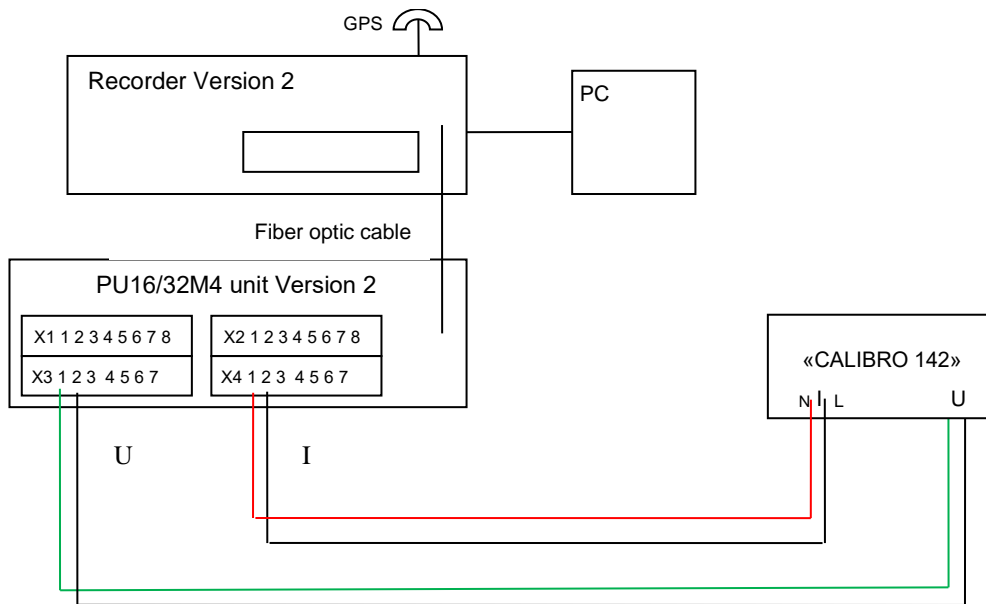 GPS
Recorder Version 2
PC
Fiber optic cable
PU16/32M4 unit Version 2
X1 1 2 3 4 5 6 7 8
X2 1 2 3 4 5 6 7 8
X3 1 2 3 4 5 6 7
X4 1 2 3 4 5 6 7
«CALIBRO 142»
N I L U
U I